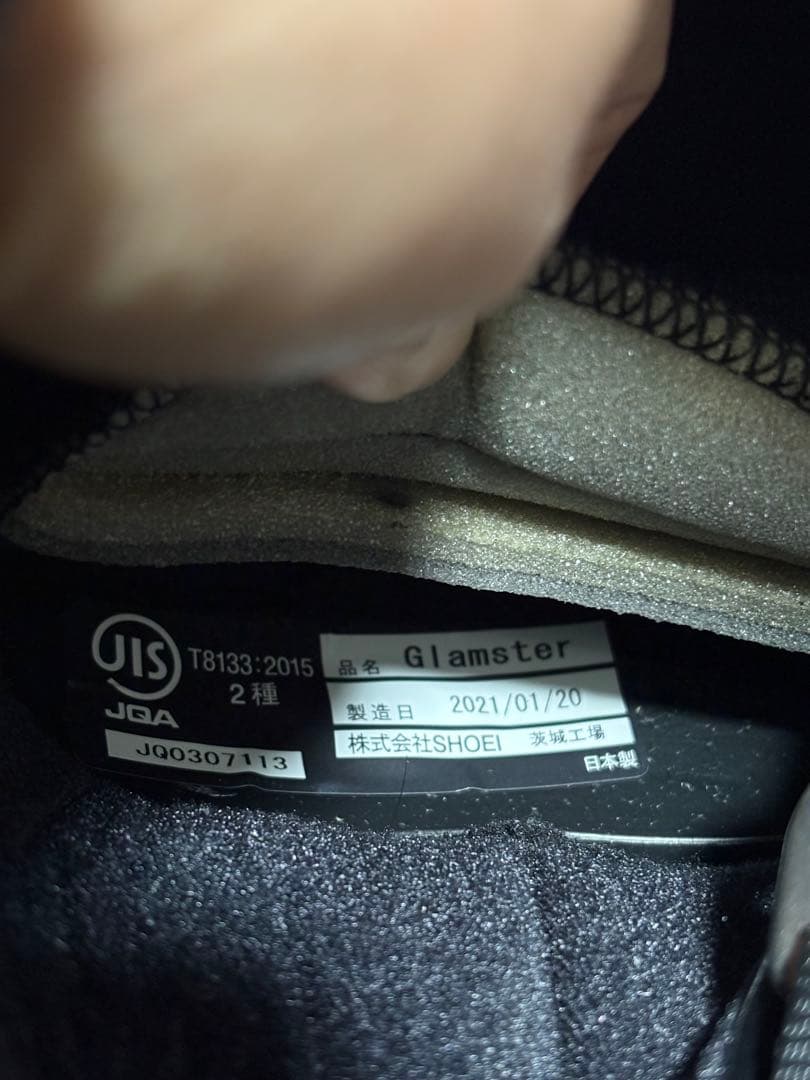 JIS
JQA
T8133:2015
2種
JQ0307113
品名 Glamster
製造日 2021/01/20
株式会社SHOEI 茨城工場
日本製